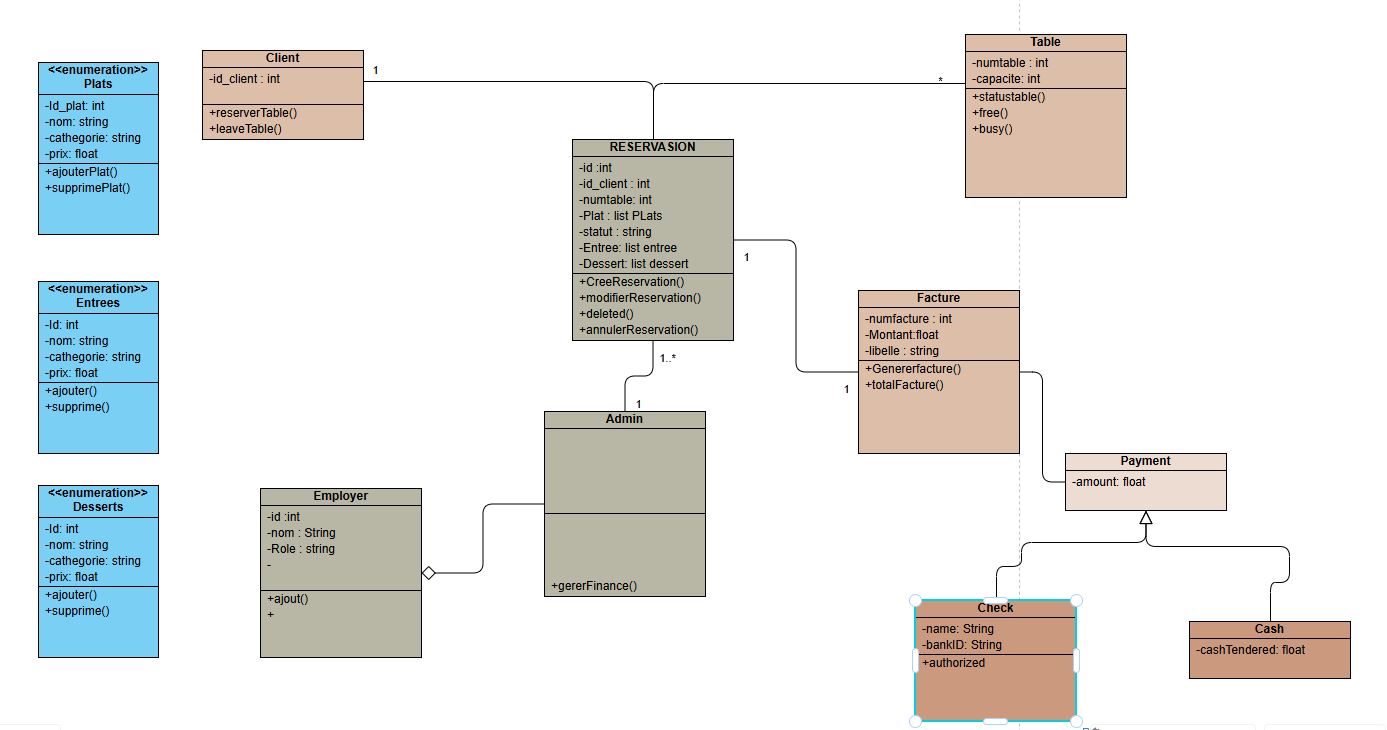 <<enumeration>>
Plats
-Id_plat: int
-nom: string
-cathegorie: string
-prix: float
+ajouterPlat()
+supprimePlat()
<<enumeration>>
Entrees
-Id: int
-nom: string
-cathegorie: string
-prix: float
+ajouter()
+supprime()
<<enumeration>>
Desserts
-Id: int
-nom: string
-cathegorie: string
-prix: float
+ajouter()
+supprime()
Client
-id_client : int
+reserverTable()
+leaveTable()
1
*
Table
-numtable : int
-capacite: int
+statustable()
+free()
+busy()
RESERVASION
-id :int
-id_client : int
-numtable: int
-Plat : list PLats
-statut : string
-Entree: list entree
-Dessert: list dessert
+CreeReservation()
+modifierReservation()
+deleted()
+annulerReservation()
1
1
1..*
1
Facture
-numfacture : int
-Montant:float
-libelle : string
+Genererfacture()
+totalFacture()
Admin
+gererFinance()
Employer
-id :int
-nom : String
-Role : string
-
+ajout()
+
Payment
-amount: float
Check
-name: String
-bankID: String
+authorized
Cash
-cashTendered: float